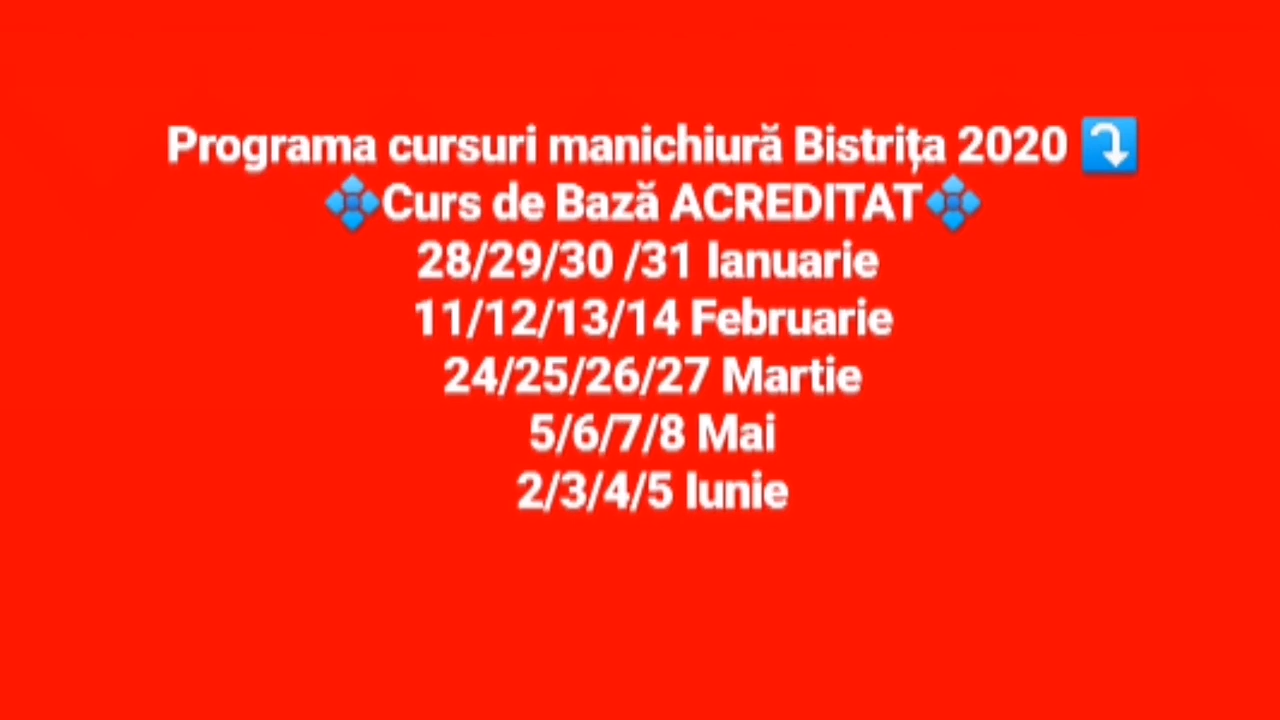 Programa cursuri manichiură Bistrița 2020 ⤵️
💠Curs de Bază ACREDITAT💠
28/29/30 /31 Ianuarie
11/12/13/14 Februarie
24/25/26/27 Martie
5/6/7/8 Mai
2/3/4/5 Iunie